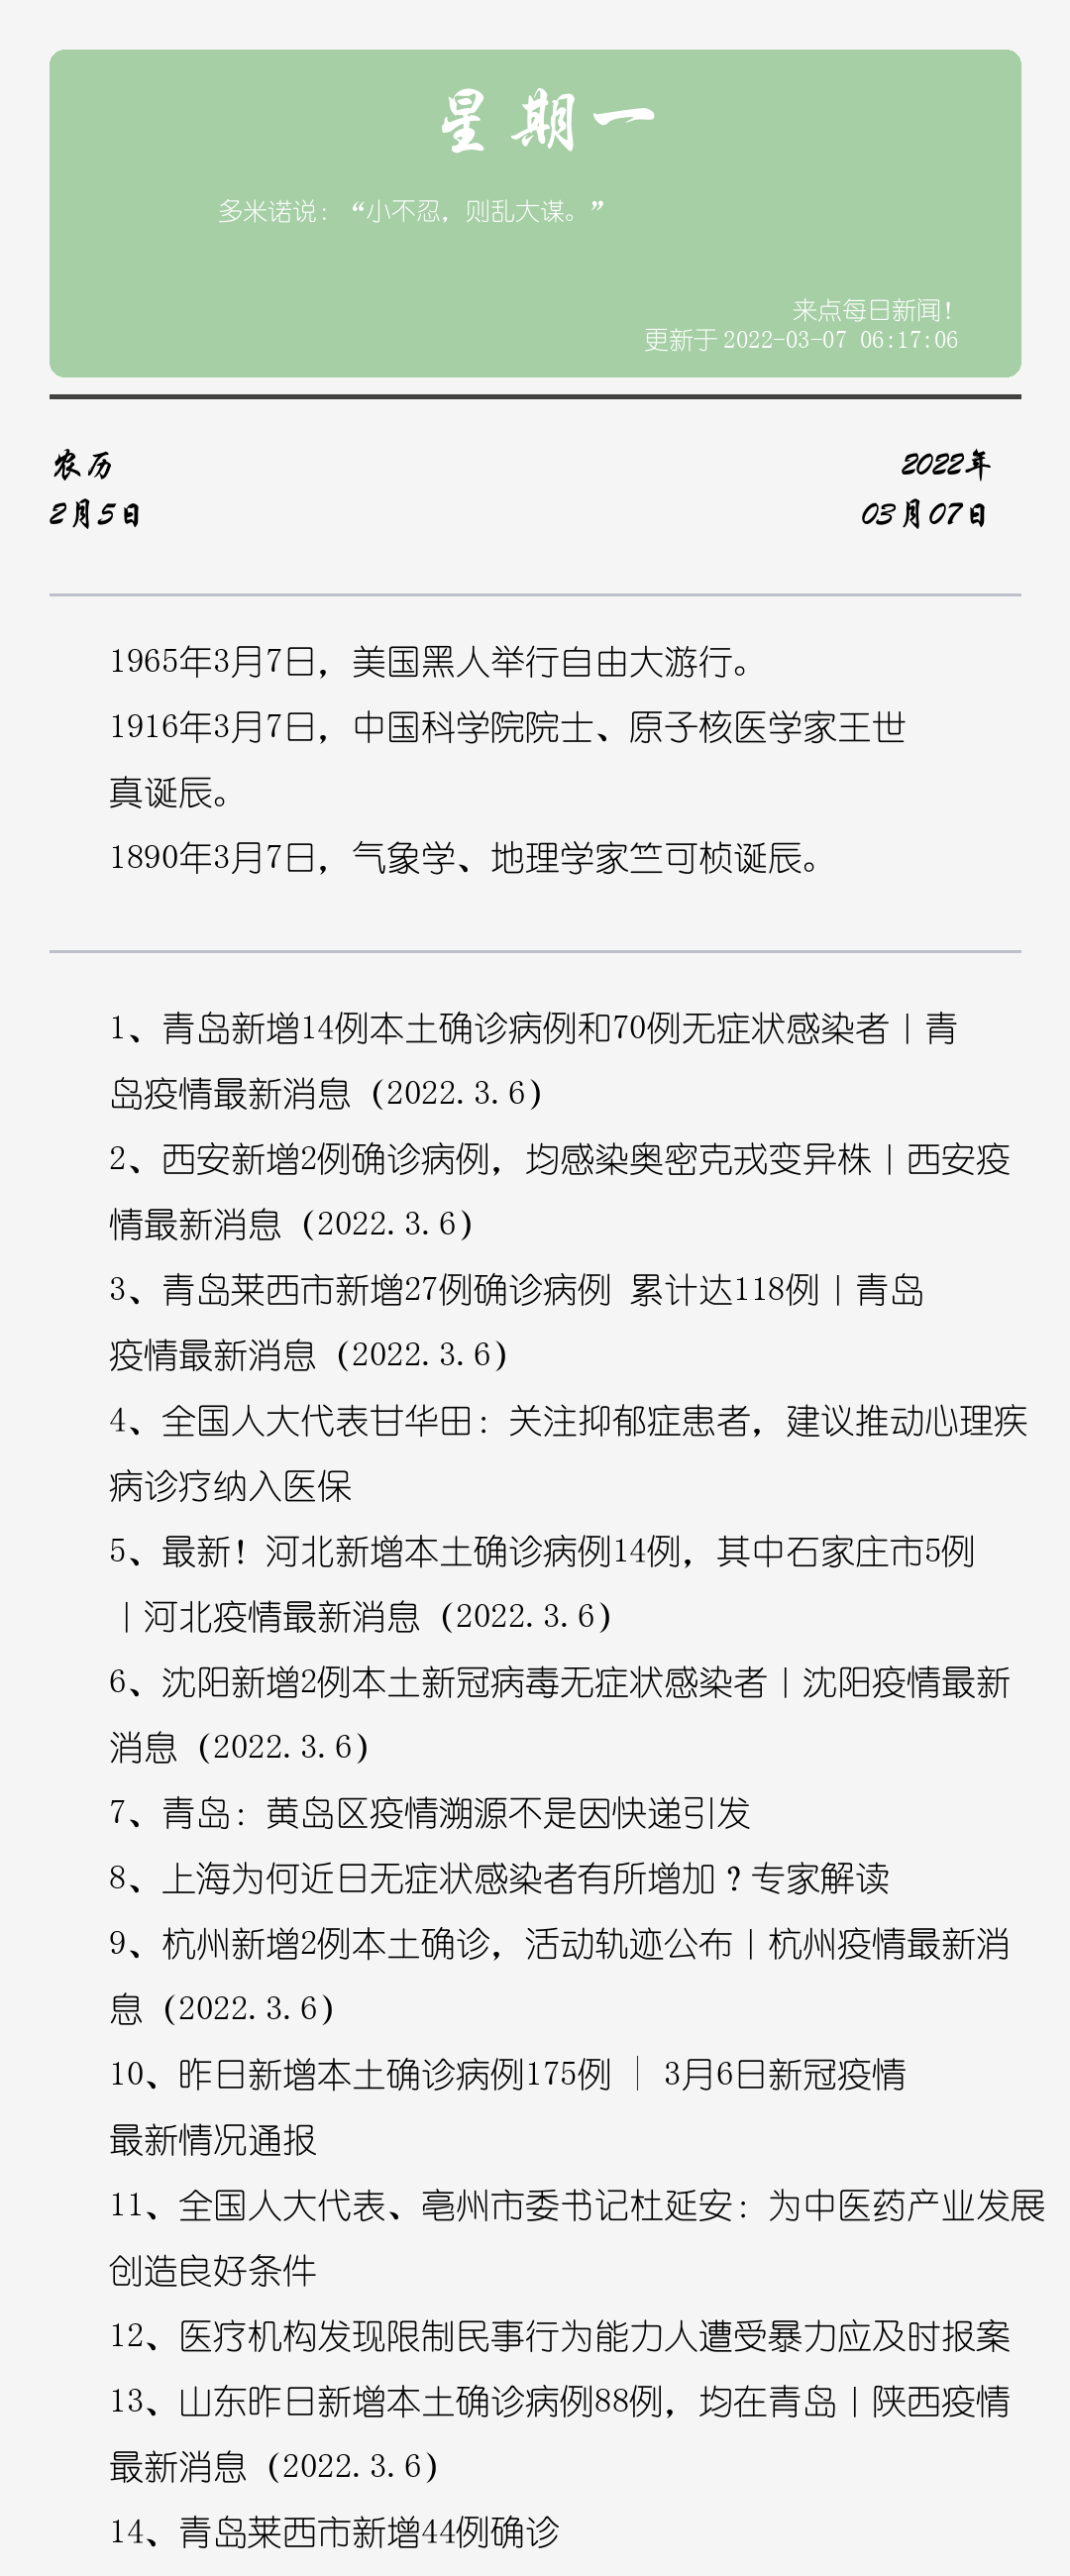 星期一
多米诺说：“小不忍，则乱大谋。”
来点每日新闻！
更新于 2022-03-07 06:17:06
农历
2022年
2月5日
03月07日
1965年3月7日，美国黑人举行自由大游行。
1916年3月7日，中国科学院院士、原子核医学家王世
真诞辰。
1890年3月7日，气象学、地理学家竺可桢诞辰。
1、青岛新增14例本土确诊病例和70例无症状感染者丨青
岛疫情最新消息（2022.3.6）
2、西安新增2例确诊病例，均感染奥密克戎变异株丨西安疫
情最新消息（2022.3.6）
3、青岛莱西市新增27例确诊病例 累计达118例丨青岛
疫情最新消息（2022.3.6）
4、全国人大代表甘华田：关注抑郁症患者，建议推动心理疾
病诊疗纳入医保
5、最新！河北新增本土确诊病例14例，其中石家庄市5例
丨河北疫情最新消息（2022.3.6）
6、沈阳新增2例本土新冠病毒无症状感染者丨沈阳疫情最新
消息（2022.3.6）
7、青岛：黄岛区疫情溯源不是因快递引发
8、上海为何近日无症状感染者有所增加？专家解读
9、杭州新增2例本土确诊，活动轨迹公布丨杭州疫情最新消
息（2022.3.6）
10、昨日新增本土确诊病例175例 │ 3月6日新冠疫情
最新情况通报
11、全国人大代表、亳州市委书记杜延安：为中医药产业发展
创造良好条件
12、医疗机构发现限制民事行为能力人遭受暴力应及时报案
13、山东昨日新增本土确诊病例88例，均在青岛丨陕西疫情
最新消息（2022.3.6）
14、青岛莱西市新增44例确诊